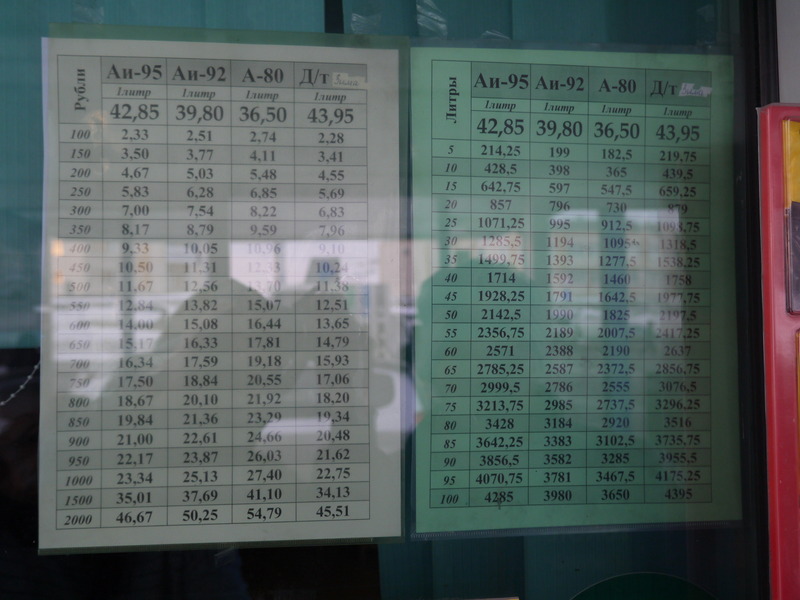 Рубли Аи-95 Аи-92 А-80 Д/т
1литр 1литр 1литр 1литр
42,85 39,80 36,50 43,95
100 2,33 2,51 2,74 2,28
150 3,50 3,77 4,11 3,41
200 4,67 5,03 5,48 4,55
250 5,83 6,28 6,85 5,69
300 7,00 7,54 8,22 6,83
350 8,17 8,79 9,59 7,96
400 9,33 10,05 10,96 9,10
450 10,50 11,31 12,33 10,24
500 11,67 12,56 13,70 11,38
550 12,84 13,82 15,07 12,51
600 14,00 15,08 16,44 13,65
650 15,17 16,33 17,81 14,79
700 16,34 17,59 19,18 15,93
750 17,50 18,84 20,55 17,06
800 18,67 20,10 21,92 18,20
850 19,84 21,36 23,29 19,34
900 21,00 22,61 24,66 20,48
950 22,17 23,87 26,03 21,62
1000 23,34 25,13 27,40 22,75
1500 35,01 37,69 41,10 34,13
2000 46,67 50,25 54,79 45,51
Литры Аи-95 Аи-92 А-80 Д/т
1литр 1литр 1литр 1литр
42,85 39,80 36,50 43,95
5 214,25 199 182,5 219,75
10 428,5 398 365 439,5
15 642,75 597 547,5 659,25
20 857 796 730 879
25 1071,25 995 912,5 1098,75
30 1285,5 1194 1095 1318,5
35 1499,75 1393 1277,5 1538,25
40 1714 1592 1460 1758
45 1928,25 1791 1642,5 1977,75
50 2142,5 1990 1825 2197,5
55 2356,75 2189 2007,5 2417,25
60 2571 2388 2190 2637
65 2785,25 2587 2372,5 2856,75
70 2999,5 2786 2555 3076,5
75 3213,75 2985 2737,5 3296,25
80 3428 3184 2920 3516
85 3642,25 3383 3102,5 3735,75
90 3856,5 3582 3285 3955,5
95 4070,75 3781 3467,5 4175,25
100 4285 3980 3650 4395